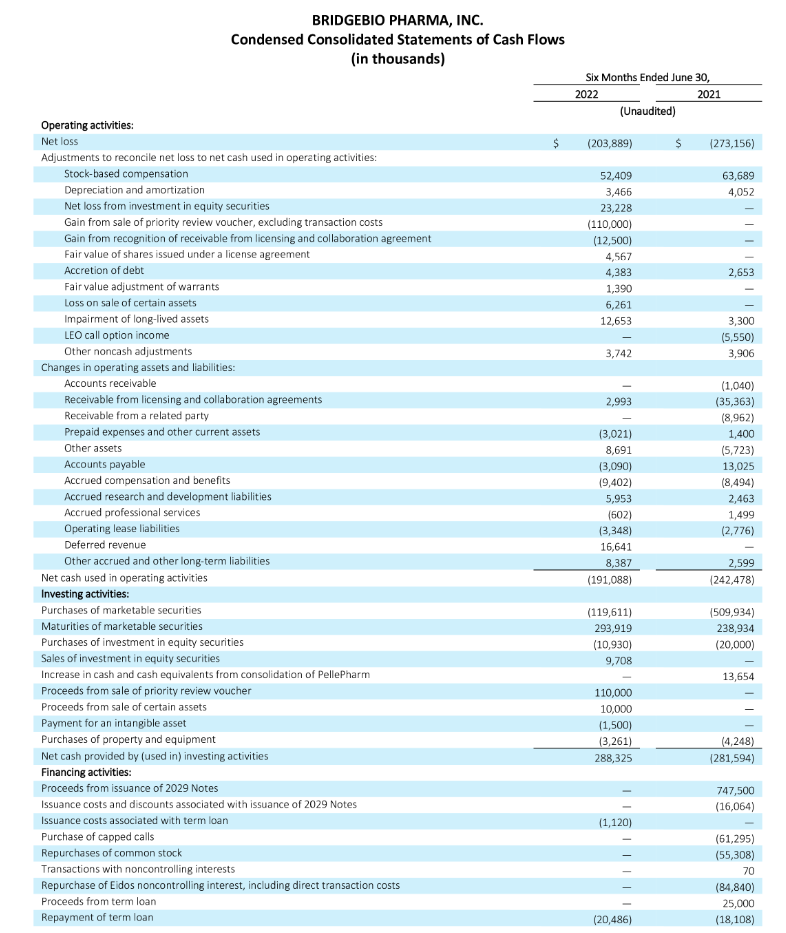 BRIDGEBIO PHARMA, INC.
Condensed Consolidated Statements of Cash Flows
(in thousands)
Six Months Ended June 30,
2022 2021
(Unaudited)
Operating activities:
Net loss $ (203,889) $ (273,156)
Adjustments to reconcile net loss to net cash used in operating activities:
Stock-based compensation 52,409 63,689
Depreciation and amortization 3,466 4,052
Net loss from investment in equity securities 23,228 —
Gain from sale of priority review voucher, excluding transaction costs (110,000) —
Gain from recognition of receivable from licensing and collaboration agreement (12,500) —
Fair value of shares issued under a license agreement 4,567 —
Accretion of debt 4,383 2,653
Fair value adjustment of warrants 1,390 —
Loss on sale of certain assets 6,261 —
Impairment of long-lived assets 12,653 3,300
LEO call option income — (5,550)
Other noncash adjustments 3,742 3,906
Changes in operating assets and liabilities:
Accounts receivable — (1,040)
Receivable from licensing and collaboration agreements 2,993 (35,363)
Receivable from a related party — (8,962)
Prepaid expenses and other current assets (3,021) 1,400
Other assets 8,691 (5,723)
Accounts payable (3,090) 13,025
Accrued compensation and benefits (9,402) (8,494)
Accrued research and development liabilities 5,953 2,463
Accrued professional services (602) 1,499
Operating lease liabilities (3,348) (2,776)
Deferred revenue 16,641 —
Other accrued and other long-term liabilities 8,387 2,599
Net cash used in operating activities (191,088) (242,478)
Investing activities:
Purchases of marketable securities (119,611) (509,934)
Maturities of marketable securities 293,919 238,934
Purchases of investment in equity securities (10,930) (20,000)
Sales of investment in equity securities 9,708 —
Increase in cash and cash equivalents from consolidation of PellePharm — 13,654
Proceeds from sale of priority review voucher 110,000 —
Proceeds from sale of certain assets 10,000 —
Payment for an intangible asset (1,500) —
Purchases of property and equipment (3,261) (4,248)
Net cash provided by (used in) investing activities 288,325 (281,594)
Financing activities:
Proceeds from issuance of 2029 Notes — 747,500
Issuance costs and discounts associated with issuance of 2029 Notes — (16,064)
Issuance costs associated with term loan (1,120) —
Purchase of capped calls — (61,295)
Repurchases of common stock — (55,308)
Transactions with noncontrolling interests — 70
Repurchase of Eidos noncontrolling interest, including direct transaction costs — (84,840)
Proceeds from term loan — 25,000
Repayment of term loan (20,486) (18,108)